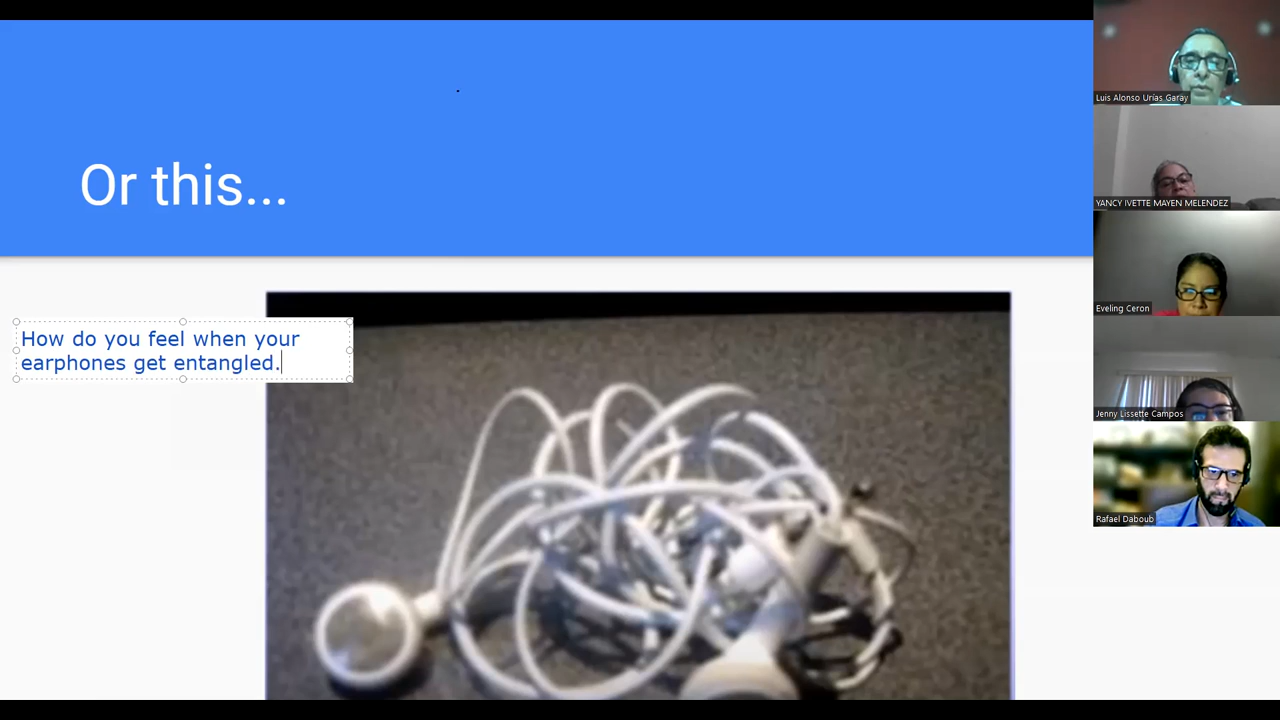 Or this...
How do you feel when your
earphones get entangled.
Luis Alonso Urías Garay
YANCY IVETTE MAYEN MELENDEZ
Eveling Ceron
Jenny Lissette Campos
Rafael Daboub